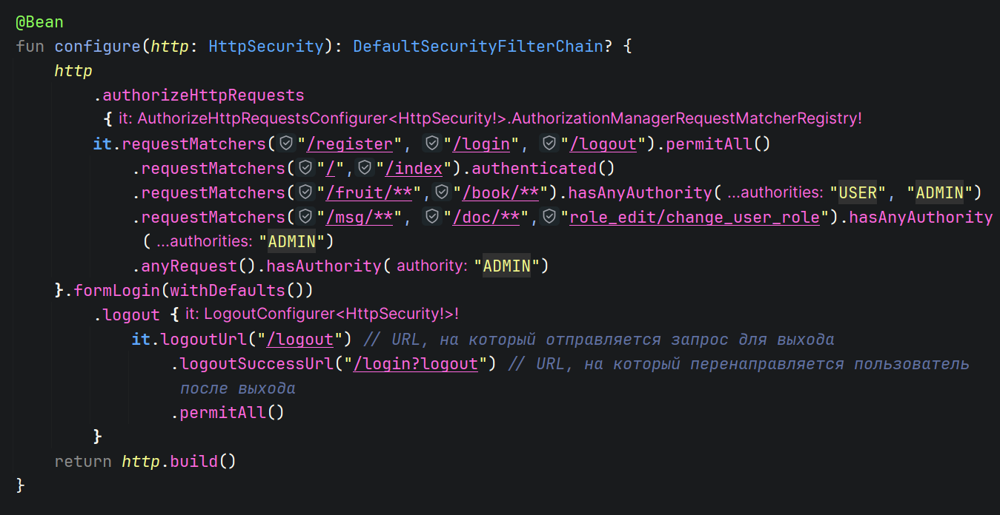 @Bean
fun configure(http: HttpSecurity): DefaultSecurityFilterChain? {
http
.authorizeHttpRequests
{ it: AuthorizeHttpRequestsConfigurer<HttpSecurity!>.AuthorizationManagerRequestMatcherRegistry!
it.requestMatchers("/register", "/login", "/logout").permitAll()
.requestMatchers("/","/index").authenticated()
.requestMatchers("/fruit/**","/book/**").hasAnyAuthority( ...authorities: "USER", "ADMIN")
.requestMatchers("/msg/**", "/doc/**","role_edit/change_user_role").hasAnyAuthority
( ...authorities: "ADMIN")
.anyRequest().hasAuthority( authority: "ADMIN")
}.formLogin(withDefaults())
.logout { it: LogoutConfigurer<HttpSecurity!>!
it.logoutUrl("/logout") // URL, на который отправляется запрос для выхода
.logoutSuccessUrl("/login?logout") // URL, на который перенаправляется пользователь
после выхода
.permitAll()
}
return http.build()
}